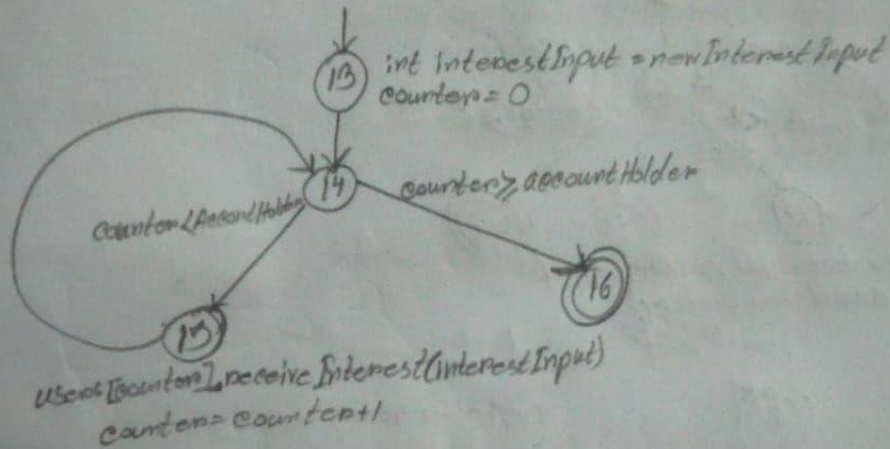 13
int InterestInput = newInterestInput
counter = 0
14
counter ≥ accountHolder
counter < AccontHolder
16
15
users[counter].receiveInterest(interestInput)
counter = counter+1